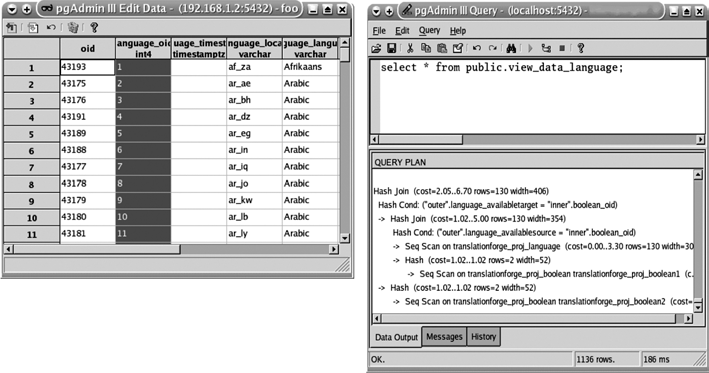 pgAdmin III Edit Data - (192.168.1.2:5432) - foo
oid anguage_oid int4 uage_timest timestamptz nguage_loca varchar guage_langu varchar
1 43193 1 af_za Afrikaans
2 43175 2 ar_ae Arabic
3 43176 3 ar_bh Arabic
4 43191 4 ar_dz Arabic
5 43189 5 ar_eg Arabic
6 43188 6 ar_in Arabic
7 43177 7 ar_iq Arabic
8 43178 8 ar_jo Arabic
9 43179 9 ar_kw Arabic
10 43180 10 ar_lb Arabic
11 43181 11 ar_ly Arabic
pgAdmin III Query - (localhost:5432) -
File Edit Query Help
select * from public.view_data_language;
QUERY PLAN
Hash Join (cost=2.05..6.70 rows=130 width=406)
Hash Cond: ("outer".language_availabletarget = "inner".boolean_oid)
-> Hash Join (cost=1.02..5.00 rows=130 width=354)
Hash Cond: ("outer".language_availablesource = "inner".boolean_oid)
-> Seq Scan on translationforge_proj_language (cost=0.00..3.30 rows=130 width=30
-> Hash (cost=1.02..1.02 rows=2 width=52)
-> Seq Scan on translationforge_proj_boolean translationforge_proj_boolean1 (c..
-> Hash (cost=1.02..1.02 rows=2 width=52)
-> Seq Scan on translationforge_proj_boolean translationforge_proj_boolean2 (cost=
Data Output Messages History
OK. 1136 rows. 186 ms